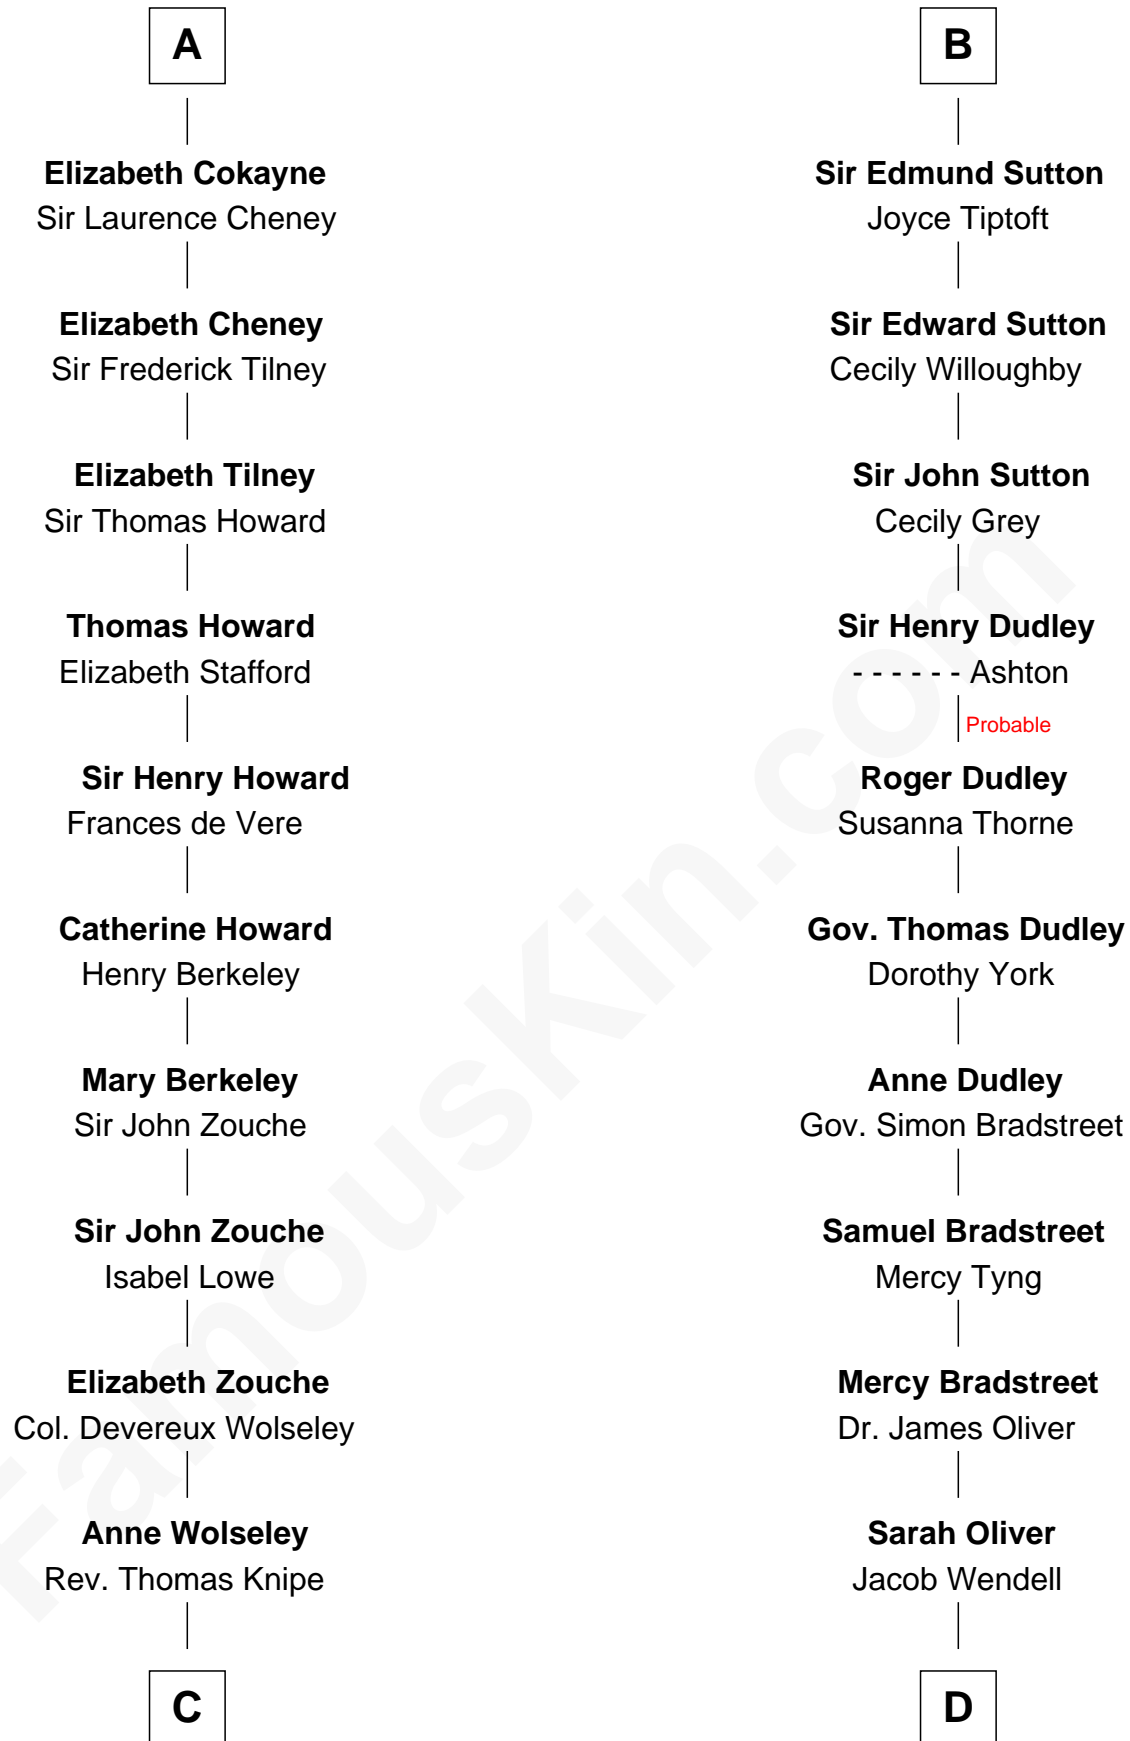 A
Elizabeth Cokayne
Sir Laurence Cheney
Elizabeth Cheney
Sir Frederick Tilney
Elizabeth Tilney
Sir Thomas Howard
Thomas Howard
Elizabeth Stafford
Sir Henry Howard
Frances de Vere
Catherine Howard
Henry Berkeley
Mary Berkeley
Sir John Zouche
Sir John Zouche
Isabel Lowe
Elizabeth Zouche
Col. Devereux Wolseley
Anne Wolseley
Rev. Thomas Knipe
C
B
Sir Edmund Sutton
Joyce Tiptoft
Sir Edward Sutton
Cecily Willoughby
Sir John Sutton
Cecily Grey
Sir Henry Dudley
- - - - - - Ashton
Probable
Roger Dudley
Susanna Thorne
Gov. Thomas Dudley
Dorothy York
Anne Dudley
Gov. Simon Bradstreet
Samuel Bradstreet
Mercy Tyng
Mercy Bradstreet
Dr. James Oliver
Sarah Oliver
Jacob Wendell
D
FamousKin.com